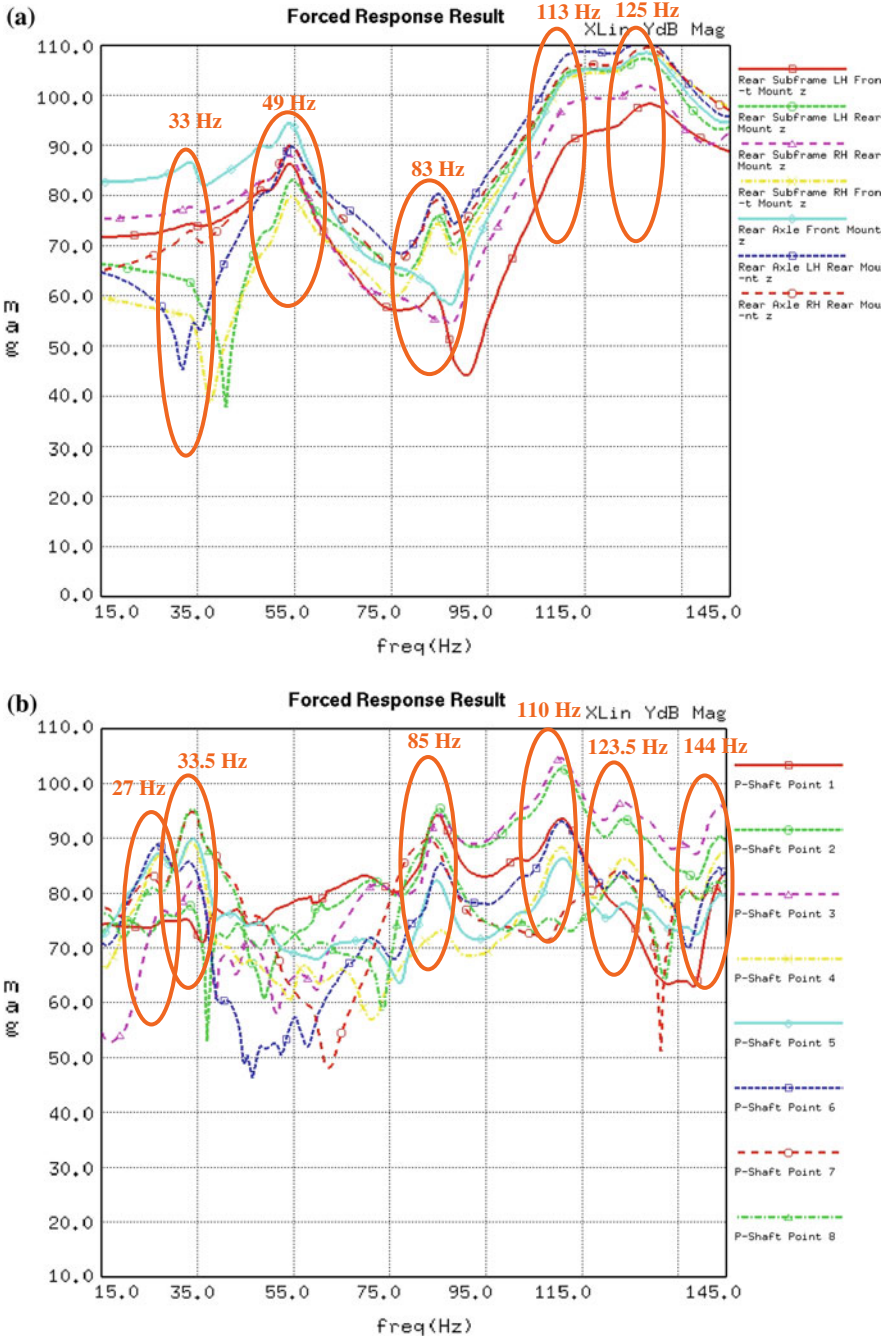 (a)
Forced Response Result
XLin YdB Mag
113 Hz
125 Hz
33 Hz
49 Hz
83 Hz
110.0
100.0
90.0
80.0
70.0
60.0
50.0
40.0
30.0
20.0
10.0
0.0
15.0 35.0 55.0 75.0 95.0 115.0 145.0
freq(Hz)
Rear Subframe LH Fron
-t Mount z
Rear Subframe LH Rear
Mount z
Rear Subframe RH Rear
Mount z
Rear Subframe RH Fron
-t Mount z
Rear Axle Front Mount
z
Rear Axle LH Rear Mou
-nt z
Rear Axle RH Rear Mou
-nt z
(b)
Forced Response Result
XLin YdB Mag
27 Hz
33.5 Hz
85 Hz
110 Hz
123.5 Hz
144 Hz
110.0
100.0
90.0
80.0
70.0
60.0
50.0
40.0
30.0
20.0
10.0
15.0 35.0 55.0 75.0 95.0 115.0 145.0
freq(Hz)
P-Shaft Point 1
P-Shaft Point 2
P-Shaft Point 3
P-Shaft Point 4
P-Shaft Point 5
P-Shaft Point 6
P-Shaft Point 7
P-Shaft Point 8